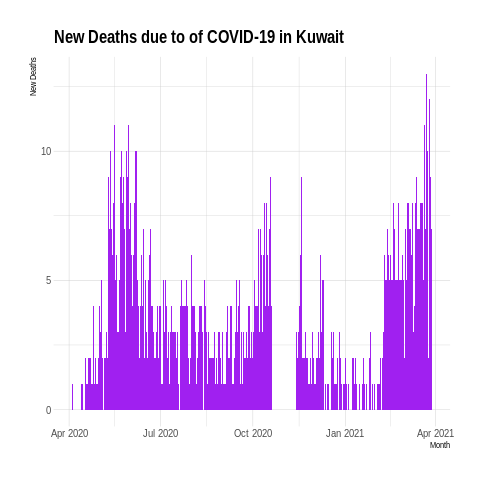 New Deaths due to of COVID-19 in Kuwait
New Deaths
10
5
0
Apr 2020 Jul 2020 Oct 2020 Jan 2021 Apr 2021
Month